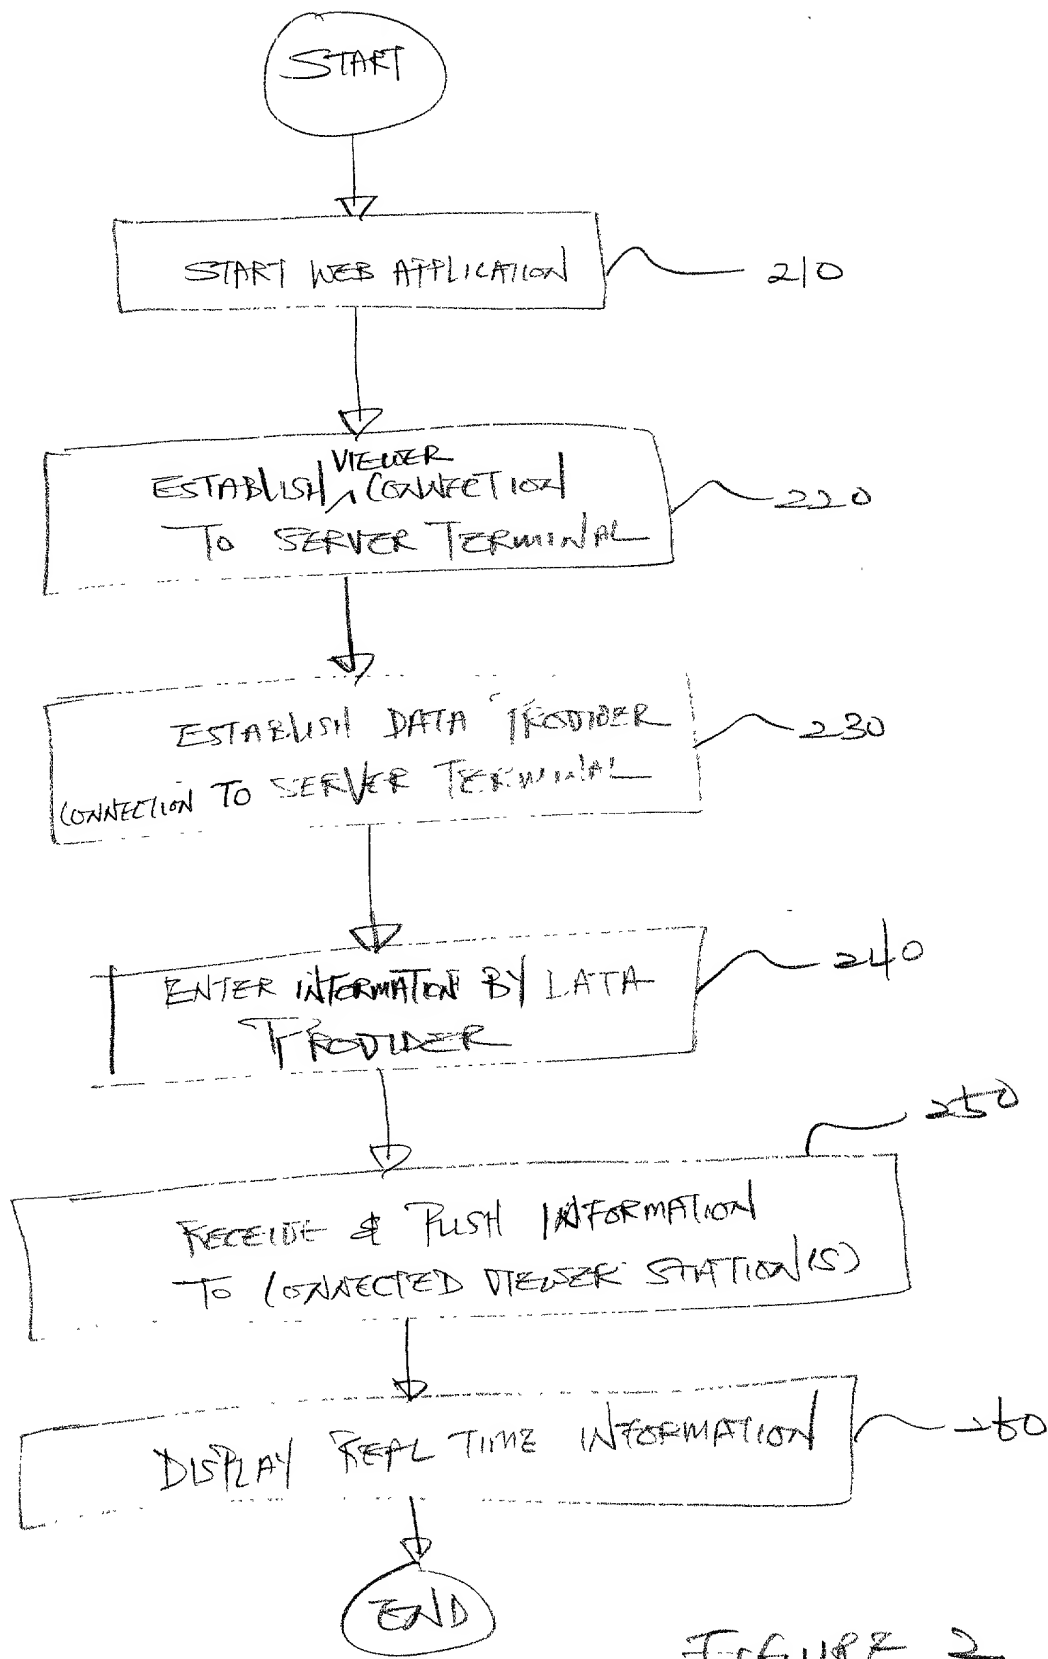 START
START WEB APPLICATION
210
VIEWER
ESTABLISH CONNECTION
TO SERVER TERMINAL
220
ESTABLISH DATA PROVIDER
CONNECTION TO SERVER TERMINAL
230
ENTER INFORMATION BY DATA
PROVIDER
240
250
RECEIVE & PUSH INFORMATION
TO CONNECTED VIEWER STATION(S)
DISPLAY REAL TIME INFORMATION
260
END
FIGURE 2